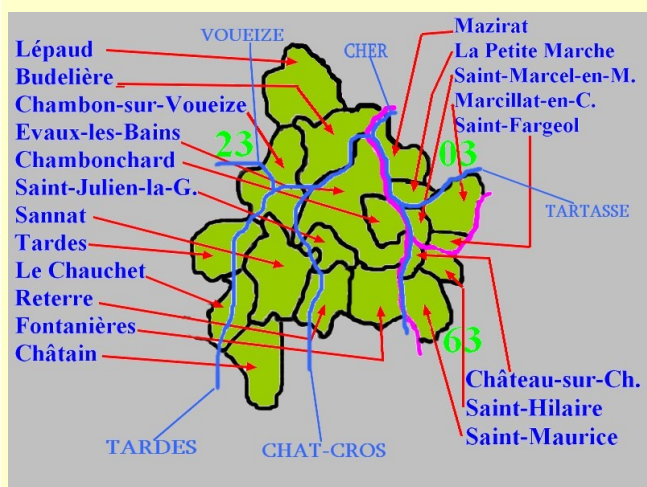 VOUEIZE
CHER
Mazirat
La Petite Marche
Saint-Marcel-en-M.
Marcillat-en-C.
Saint-Fargeol
Lépaud
Budelière
Chambon-sur-Voueize
Evaux-les-Bains
Chambonchard
Saint-Julien-la-G.
Sannat
Tardes
Le Chauchet
Reterre
Fontanières
Châtain
23
03
TARTASSE
63
Château-sur-Ch.
Saint-Hilaire
Saint-Maurice
TARDES
CHAT-CROS